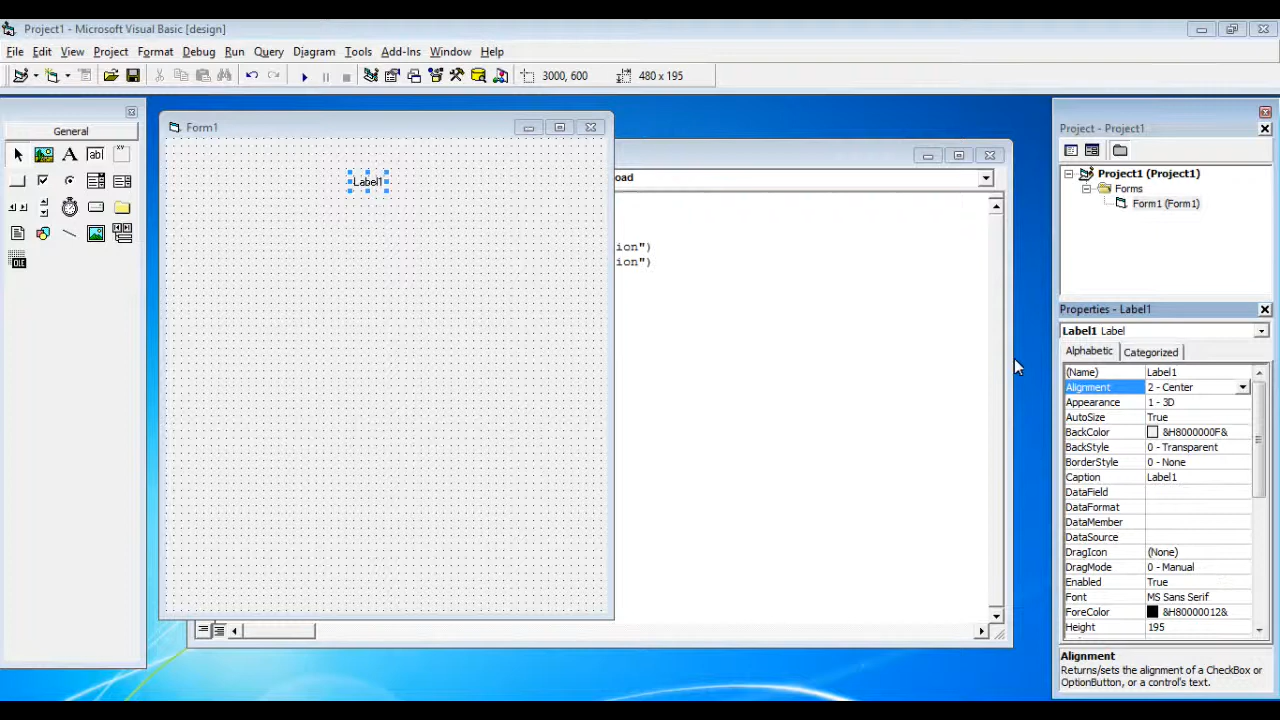 Project1 - Microsoft Visual Basic [design]
File Edit View Project Format Debug Run Query Diagram Tools Add-Ins Window Help
3000, 600 480 x 195
General
A ab| xy
OLE
Form1
Label1
oad
ion")
ion")
Project - Project1
Project1 (Project1)
Forms
Form1 (Form1)
Properties - Label1
Label1 Label
Alphabetic Categorized
(Name) Label1
Alignment 2 - Center
Appearance 1 - 3D
AutoSize True
BackColor &H8000000F&
BackStyle 0 - Transparent
BorderStyle 0 - None
Caption Label1
DataField
DataFormat
DataMember
DataSource
DragIcon (None)
DragMode 0 - Manual
Enabled True
Font MS Sans Serif
ForeColor &H80000012&
Height 195
Alignment
Returns/sets the alignment of a CheckBox or
OptionButton, or a control's text.